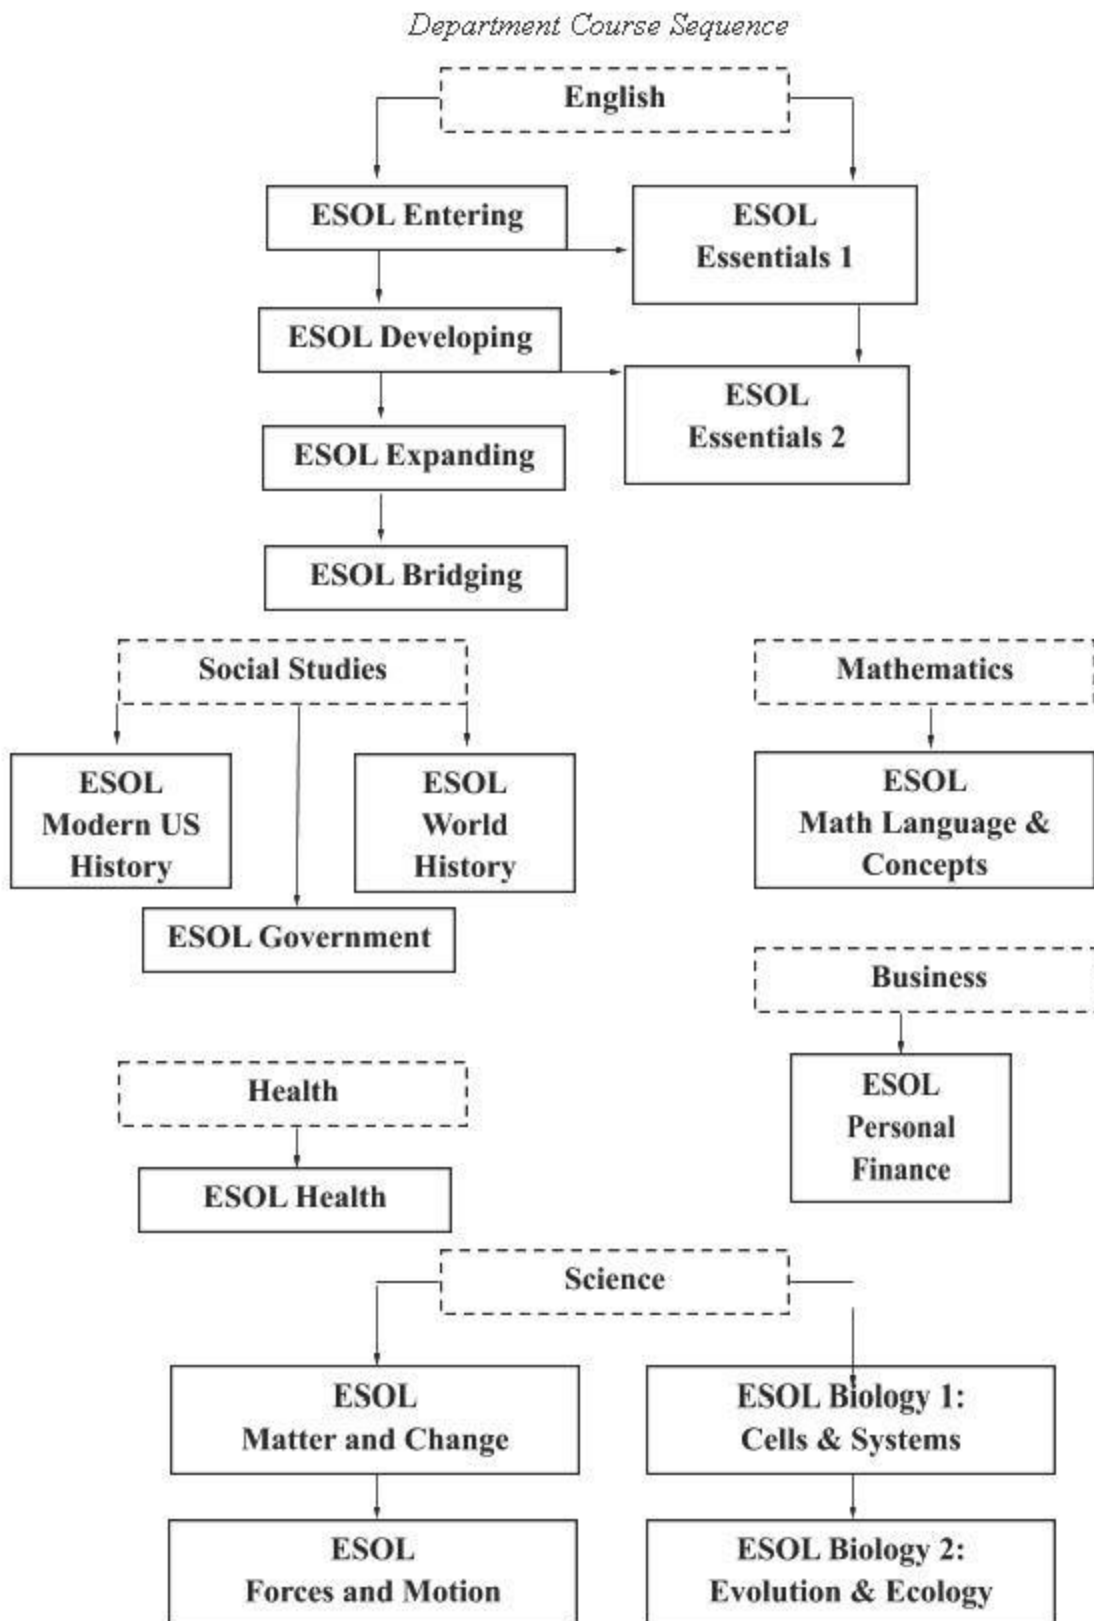 Department Course Sequence
English
ESOL Entering
ESOL
Essentials 1
ESOL Developing
ESOL
Essentials 2
ESOL Expanding
ESOL Bridging
Social Studies
Mathematics
ESOL
Modern US
History
ESOL
World
History
ESOL
Math Language &
Concepts
ESOL Government
Business
ESOL
Personal
Finance
Health
ESOL Health
Science
ESOL
Matter and Change
ESOL Biology 1:
Cells & Systems
ESOL
Forces and Motion
ESOL Biology 2:
Evolution & Ecology